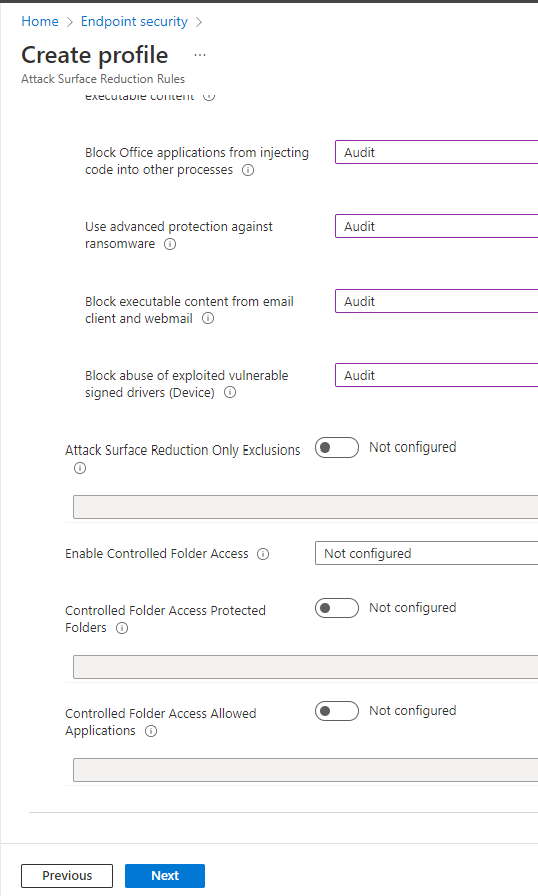 Home > Endpoint security >
Create profile ...
Attack Surface Reduction Rules
executable content
Block Office applications from injecting
code into other processes
Audit
Use advanced protection against
ransomware
Audit
Block executable content from email
client and webmail
Audit
Block abuse of exploited vulnerable
signed drivers (Device)
Audit
Attack Surface Reduction Only Exclusions
Not configured
Enable Controlled Folder Access
Not configured
Controlled Folder Access Protected
Folders
Not configured
Controlled Folder Access Allowed
Applications
Not configured
Previous
Next